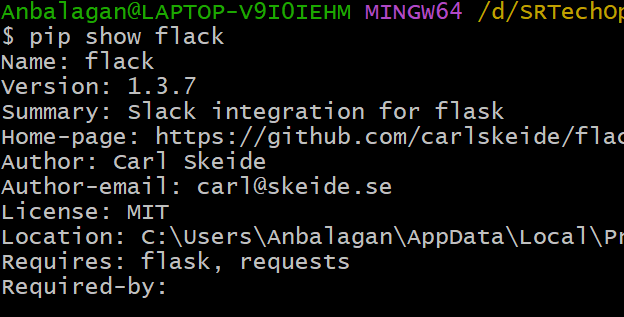 Anbalagan@LAPTOP-V9I0IEHM MINGW64 /d/SRTechOp
$ pip show flack
Name: flack
Version: 1.3.7
Summary: Slack integration for flask
Home-page: https://github.com/carlskeide/flac
Author: Carl Skeide
Author-email: carl@skeide.se
License: MIT
Location: C:\Users\Anbalagan\AppData\Local\Pr
Requires: flask, requests
Required-by: